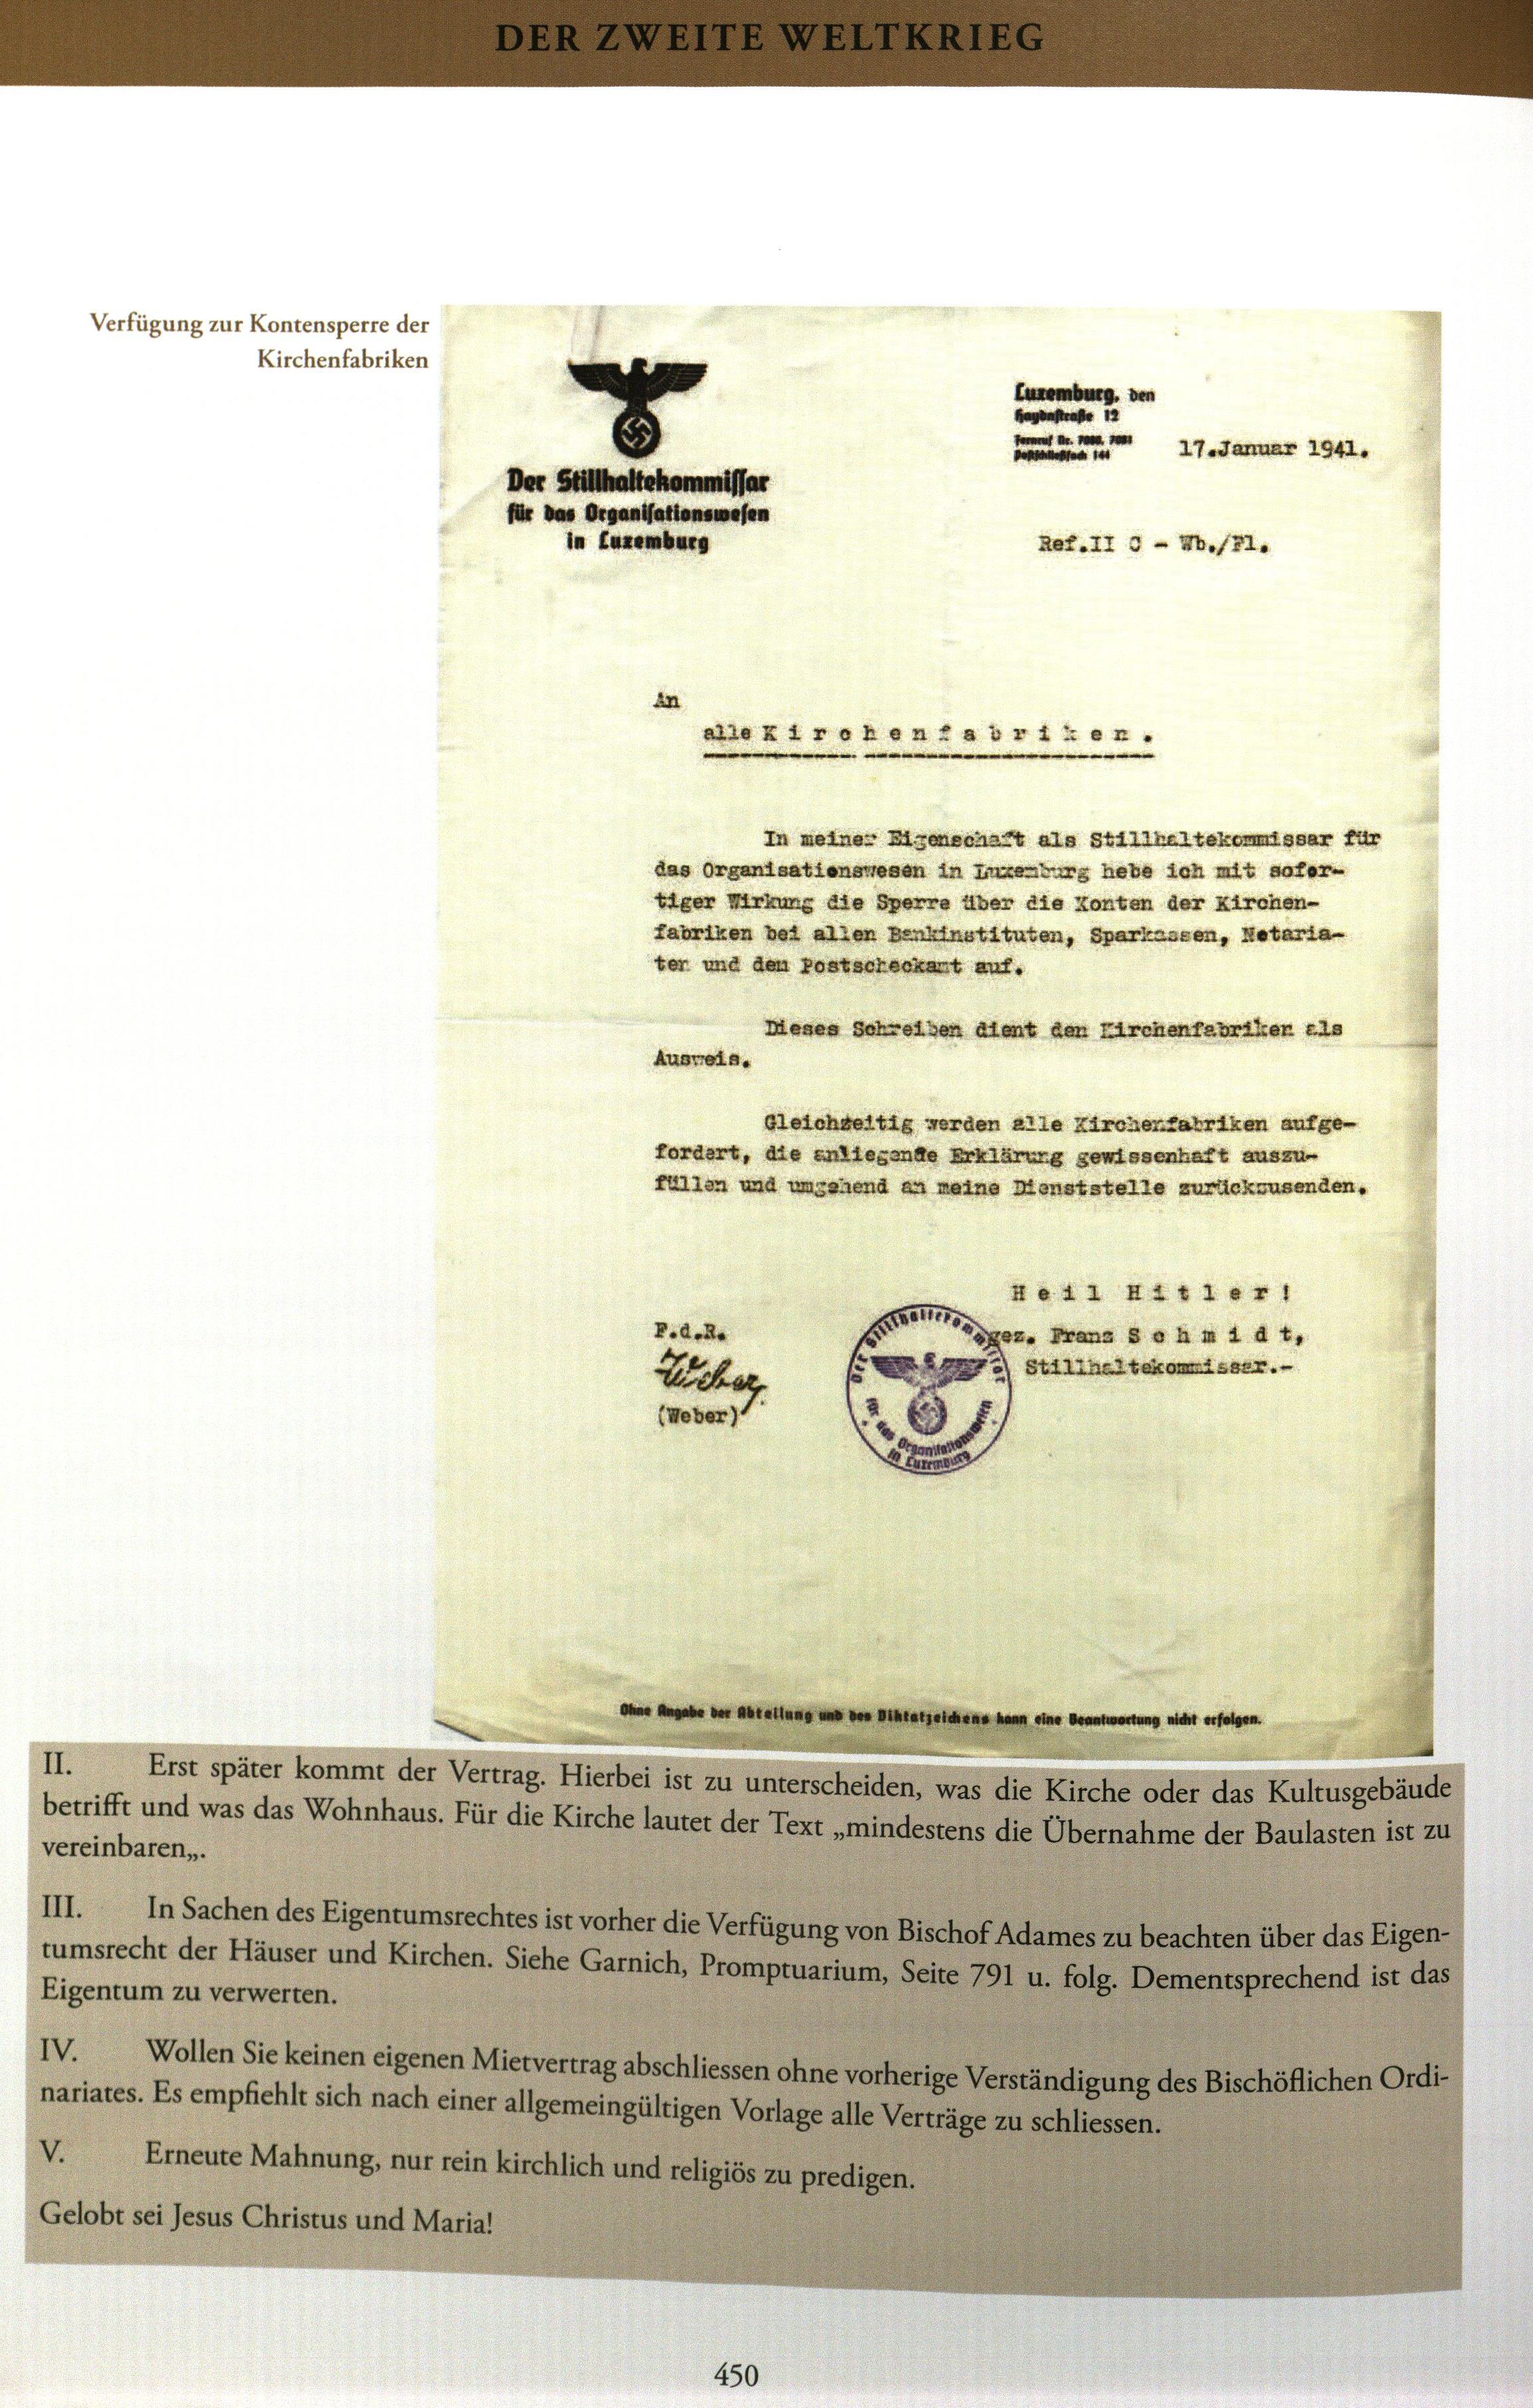 DER ZWEITE WELTKRIEG
Verfügung zur Kontensperre der
Kirchenfabriken
Der Stillhaltekommissar
für das Organisationswesen
in Luxemburg
Luxemburg, den
Haydnstraße 12
17.Januar 1941.
Ref.II C - Wb./Fl.
An
alle Kirchenfabriken.
In meiner Eigenschaft als Stillhaltekommissar für
das Organisationswesen in Luxemburg hebe ich mit sofor-
tiger Wirkung die Sperre über die Konten der Kirchen-
fabriken bei allen Bankinstituten, Sparkassen, Notaria-
ten und dem Postscheckamt auf.
Dieses Schreiben dient den Kirchenfabriken als
Ausweis.
Gleichzeitig werden alle Kirchenfabriken aufge-
fordert, die anliegende Erklärung gewissenhaft auszu-
füllen und umgehend an meine Dienststelle zurückzusenden.
Heil Hitler!
gez. Franz Schmidt,
Stillhaltekommissar.-
F.d.R.
Weber
(Weber)
Der Stillhaltekommissar
für das Organisationswesen
in Luxemburg
Ohne Angabe der Abteilung und des Diktatzeichens kann eine Beantwortung nicht erfolgen.
II. Erst später kommt der Vertrag. Hierbei ist zu unterscheiden, was die Kirche oder das Kultusgebäude
betrifft und was das Wohnhaus. Für die Kirche lautet der Text „mindestens die Übernahme der Baulasten ist zu
vereinbaren„.
III. In Sachen des Eigentumsrechtes ist vorher die Verfügung von Bischof Adames zu beachten über das Eigen-
tumsrecht der Häuser und Kirchen. Siehe Garnich, Promptuarium, Seite 791 u. folg. Dementsprechend ist das
Eigentum zu verwerten.
IV. Wollen Sie keinen eigenen Mietvertrag abschliessen ohne vorherige Verständigung des Bischöflichen Ordi-
nariates. Es empfiehlt sich nach einer allgemeingültigen Vorlage alle Verträge zu schliessen.
V. Erneute Mahnung, nur rein kirchlich und religiös zu predigen.
Gelobt sei Jesus Christus und Maria!
450